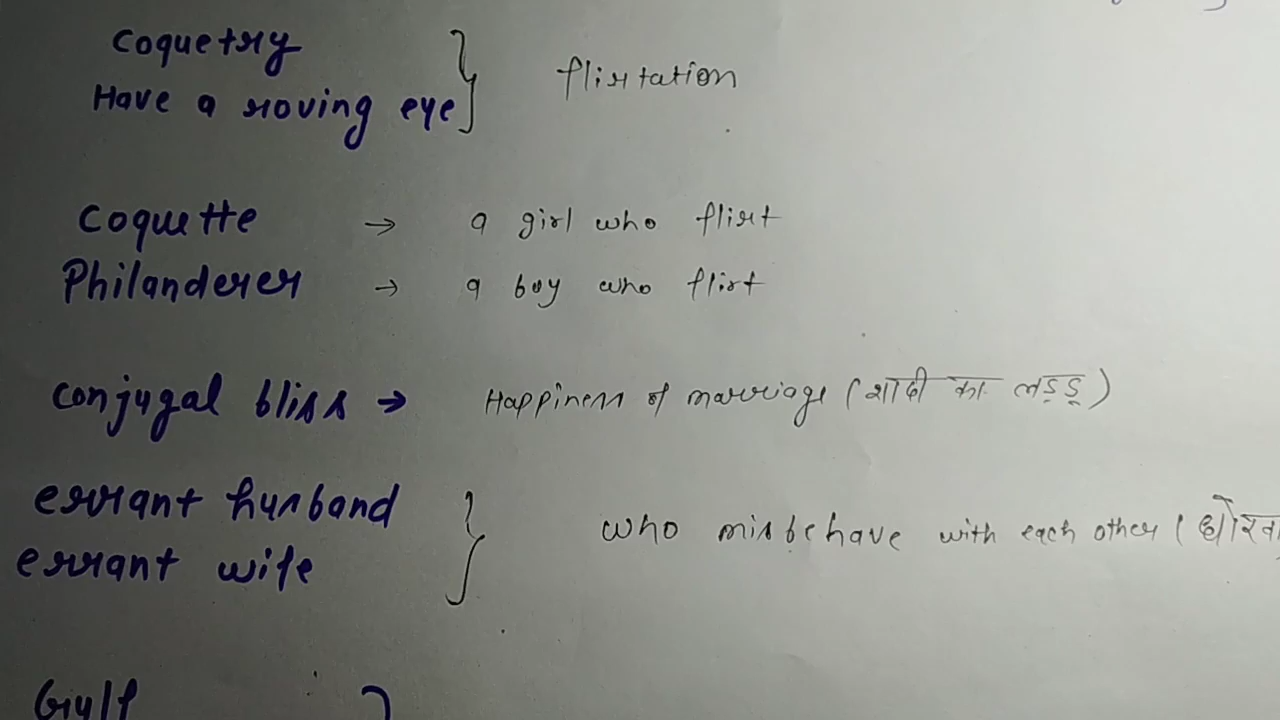 Coquetry
Have a roving eye } flirtation
Coquette → a girl who flirt
Philanderer → a boy who flirt
Conjugal bliss → Happiness of marriage (शादी का लड्डू)
errant husband
errant wife } who misbehave with each other (धोखा
Gulf